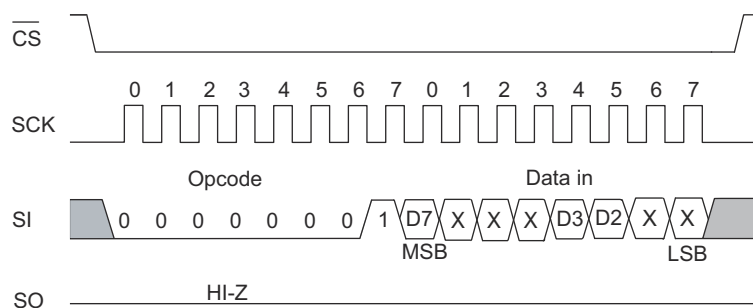 CS
0 1 2 3 4 5 6 7 0 1 2 3 4 5 6 7
SCK
Opcode Data in
SI 0 0 0 0 0 0 0 1 D7 X X X D3 D2 X X
MSB LSB
HI-Z
SO